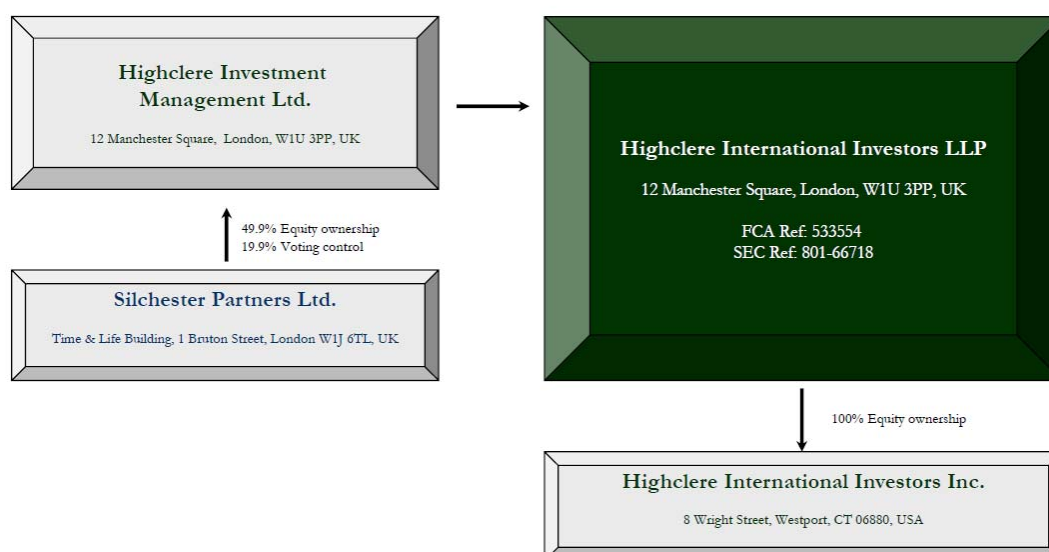 Highclere Investment
Management Ltd.
12 Manchester Square, London, W1U 3PP, UK
49.9% Equity ownership
19.9% Voting control
Silchester Partners Ltd.
Time & Life Building, 1 Bruton Street, London W1J 6TL, UK
Highclere International Investors LLP
12 Manchester Square, London, W1U 3PP, UK
FCA Ref: 533554
SEC Ref: 801-66718
100% Equity ownership
Highclere International Investors Inc.
8 Wright Street, Westport, CT 06880, USA